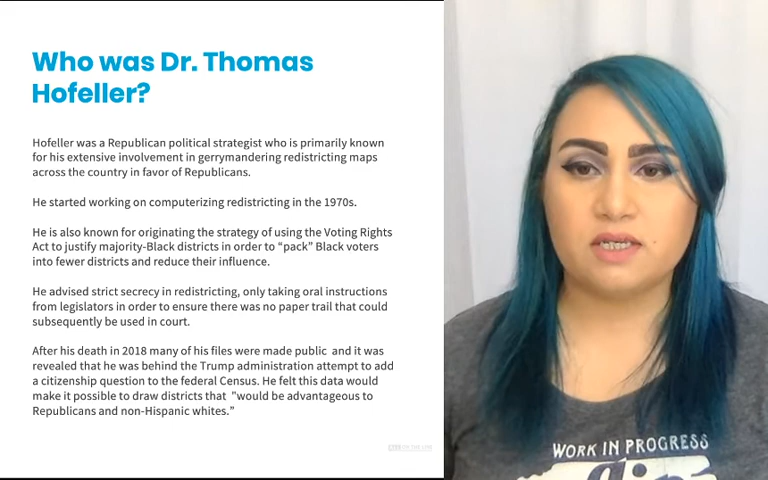 Who was Dr. Thomas
Hofeller?
Hofeller was a Republican political strategist who is primarily known
for his extensive involvement in gerrymandering redistricting maps
across the country in favor of Republicans.
He started working on computerizing redistricting in the 1970s.
He is also known for originating the strategy of using the Voting Rights
Act to justify majority-Black districts in order to “pack” Black voters
into fewer districts and reduce their influence.
He advised strict secrecy in redistricting, only taking oral instructions
from legislators in order to ensure there was no paper trail that could
subsequently be used in court.
After his death in 2018 many of his files were made public and it was
revealed that he was behind the Trump administration attempt to add
a citizenship question to the federal Census. He felt this data would
make it possible to draw districts that "would be advantageous to
Republicans and non-Hispanic whites.”
WORK IN PROGRESS